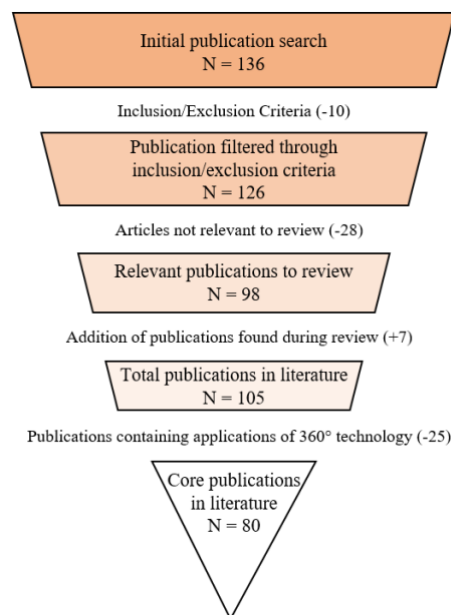 Initial publication search
N = 136
Inclusion/Exclusion Criteria (-10)
Publication filtered through
inclusion/exclusion criteria
N = 126
Articles not relevant to review (-28)
Relevant publications to review
N = 98
Addition of publications found during review (+7)
Total publications in literature
N = 105
Publications containing applications of 360° technology (-25)
Core publications
in literature
N = 80